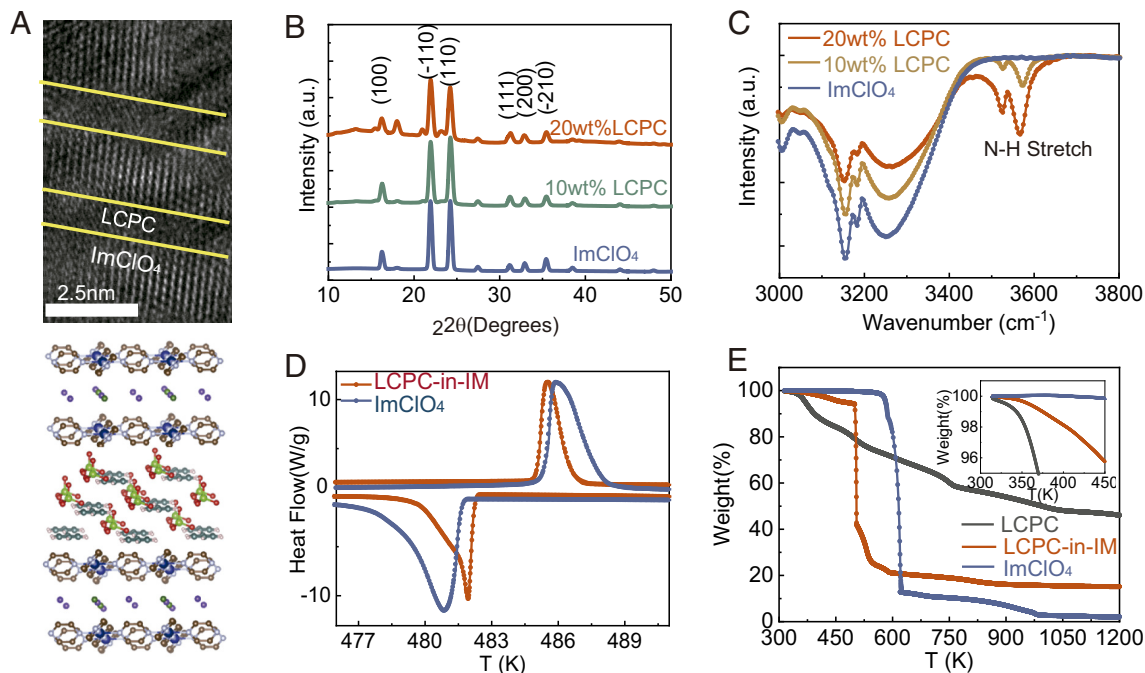 A
LCPC
ImClO₄
2.5nm
B
Intensity (a.u.)
(100)
(-110)
(110)
(111)
(200)
(-210)
20wt%LCPC
10wt% LCPC
ImClO₄
10 20 30 40 50
22θ(Degrees)
C
Intensity (a.u.)
20wt% LCPC
10wt% LCPC
ImClO₄
N-H Stretch
3000 3200 3400 3600 3800
Wavenumber (cm⁻¹)
D
Heat Flow(W/g)
LCPC-in-IM
ImClO₄
10
0
-10
477 480 483 486 489
T (K)
E
Weight(%)
100
80
60
40
20
0
Weight(%)
100
98
96
300 350 400 450
T(K)
LCPC
LCPC-in-IM
ImClO₄
300 450 600 750 900 1050 1200
T (K)